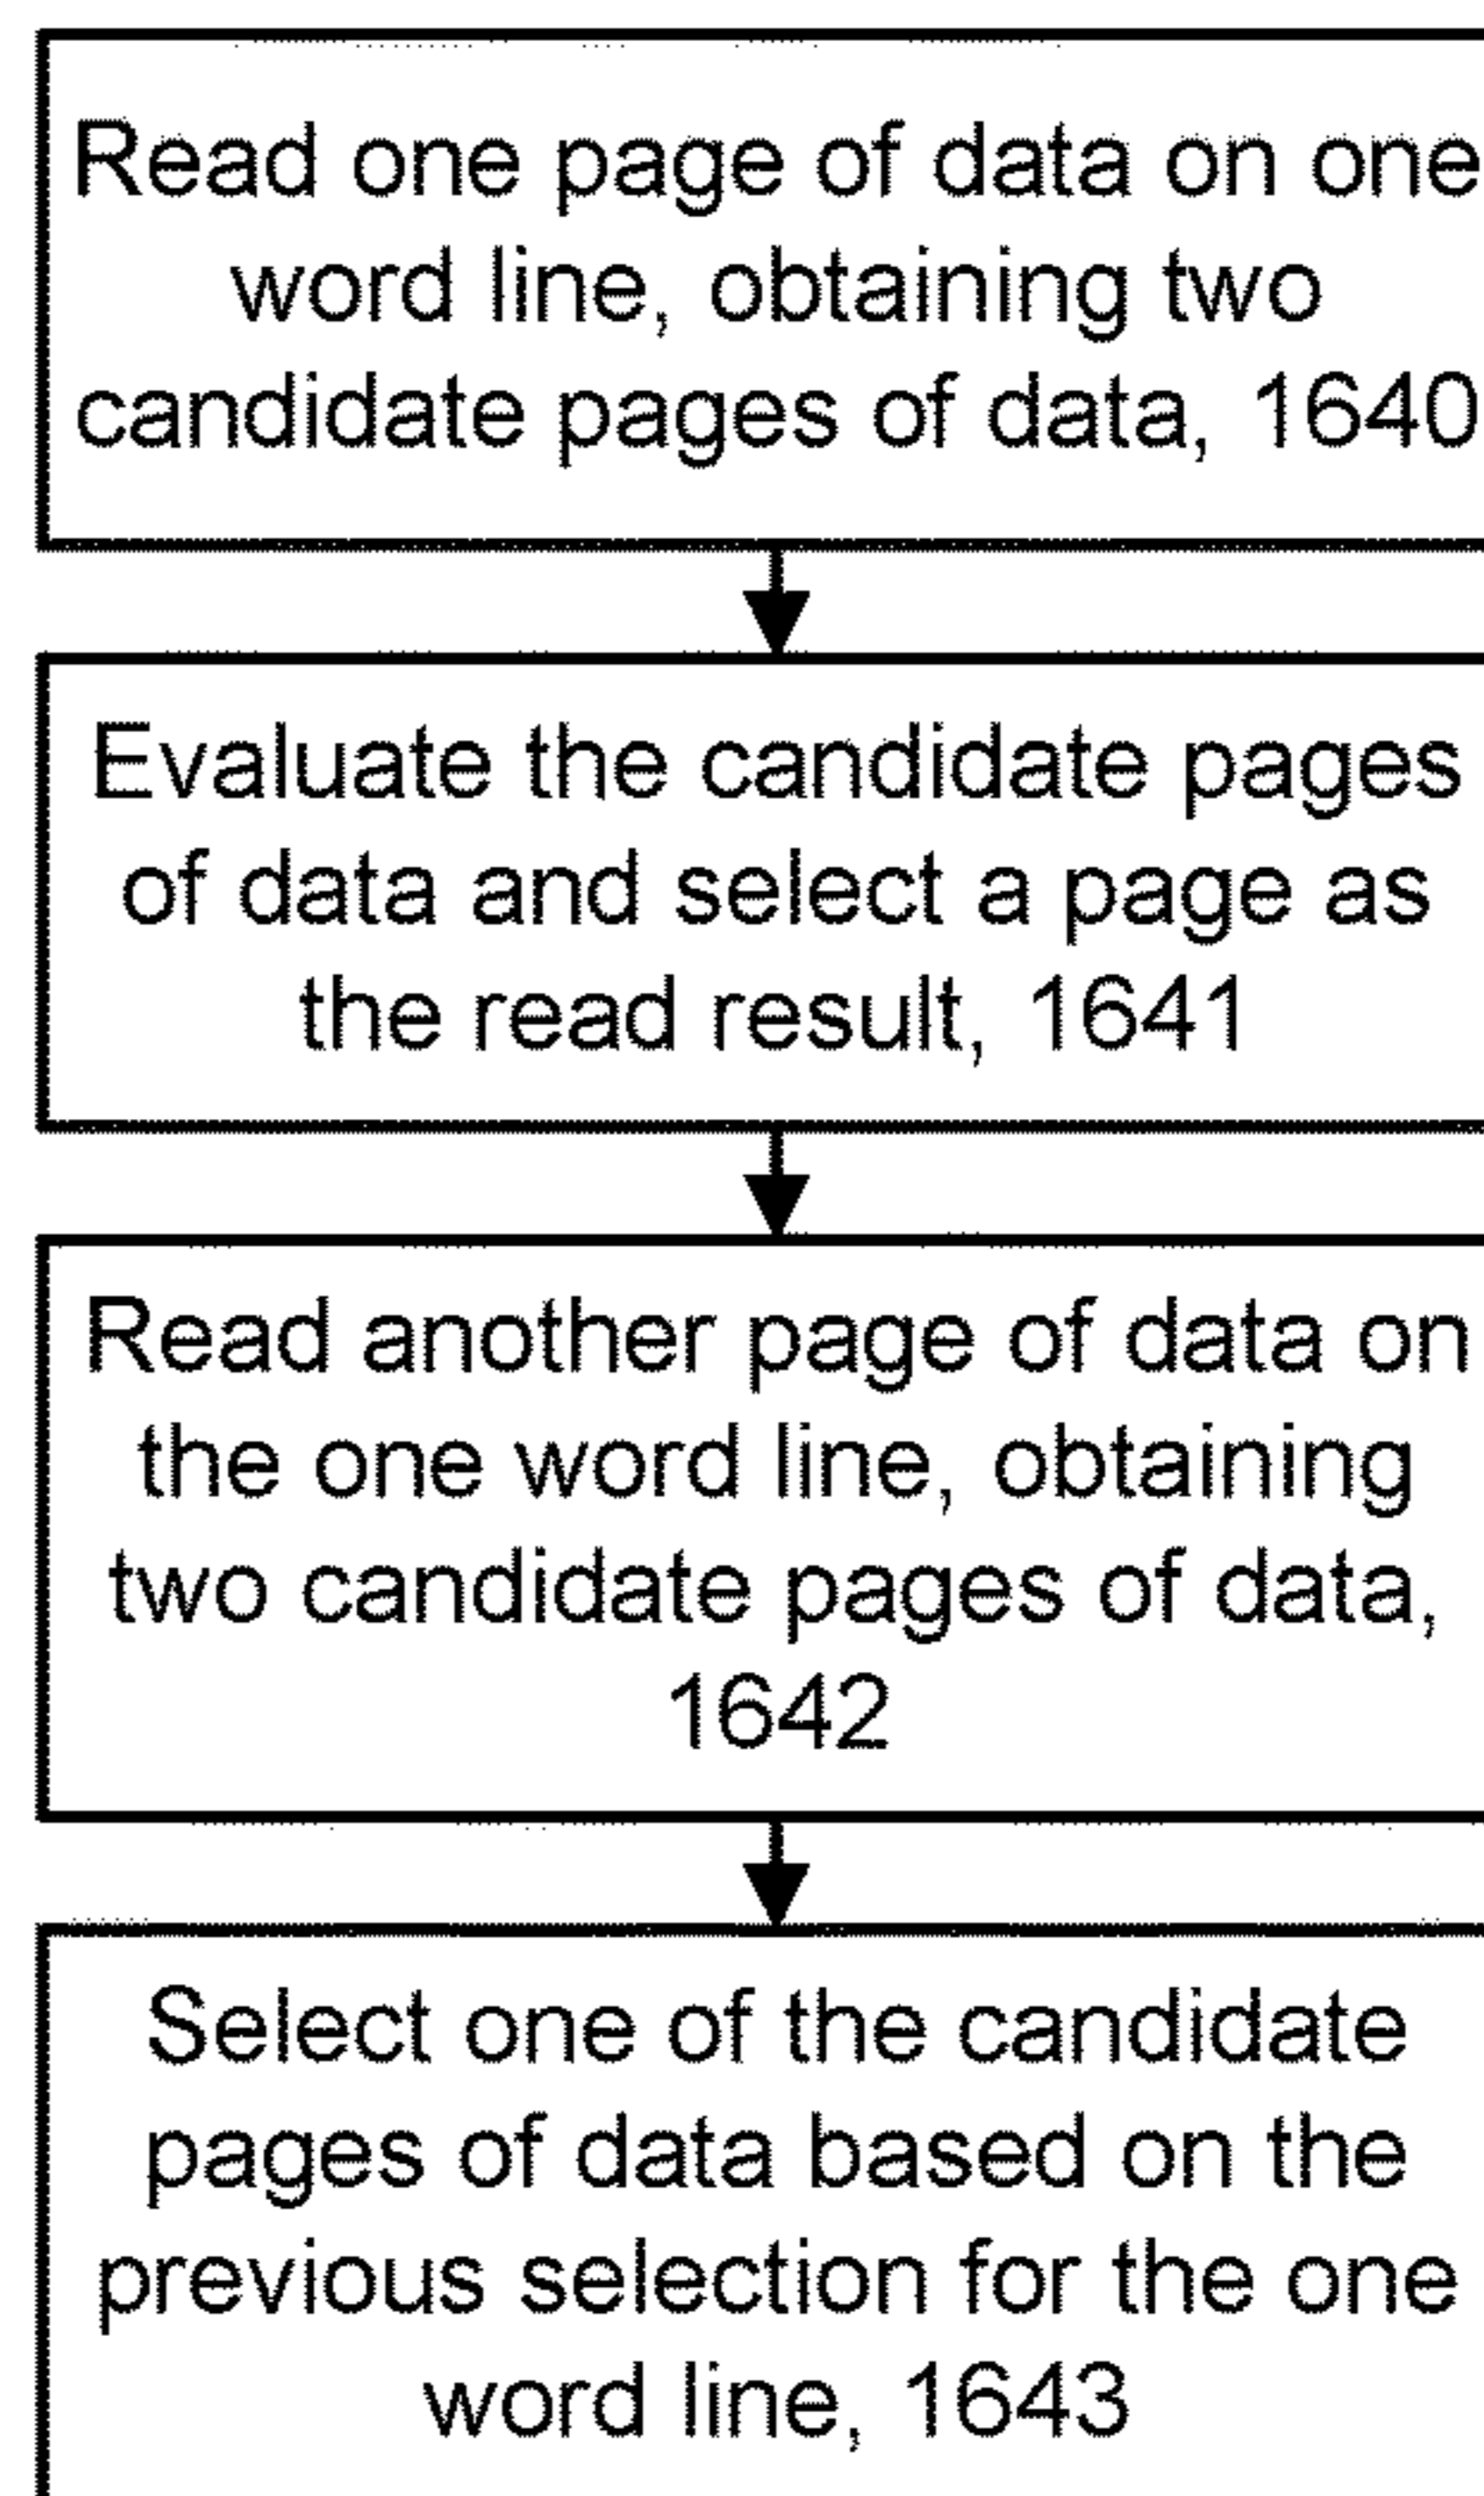 Read one page of data on one
word line, obtaining two
candidate pages of data, 1640
Evaluate the candidate pages
of data and select a page as
the read result, 1641
Read another page of data on
the one word line, obtaining
two candidate pages of data,
1642
Select one of the candidate
pages of data based on the
previous selection for the one
word line, 1643